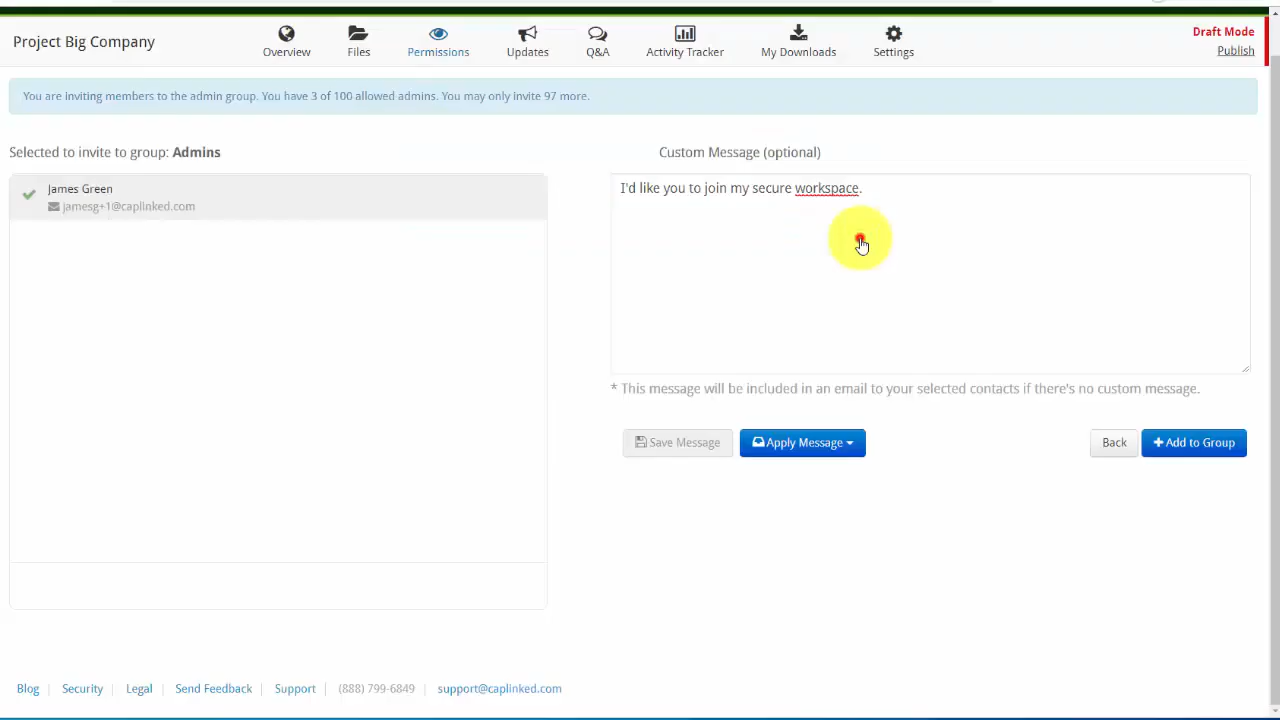 Project Big Company
Overview
Files
Permissions
Updates
Q&A
Activity Tracker
My Downloads
Settings
Draft Mode
Publish
You are inviting members to the admin group. You have 3 of 100 allowed admins. You may only invite 97 more.
Selected to invite to group: Admins
Custom Message (optional)
James Green
jamesg+1@caplinked.com
I'd like you to join my secure workspace.
* This message will be included in an email to your selected contacts if there's no custom message.
Save Message
Apply Message
Back
Add to Group
Blog
Security
Legal
Send Feedback
Support
(888) 799-6849
support@caplinked.com